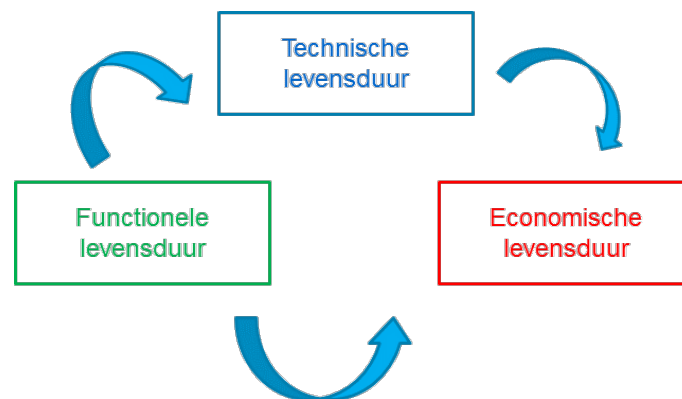 Technische
levensduur
Functionele
levensduur
Economische
levensduur